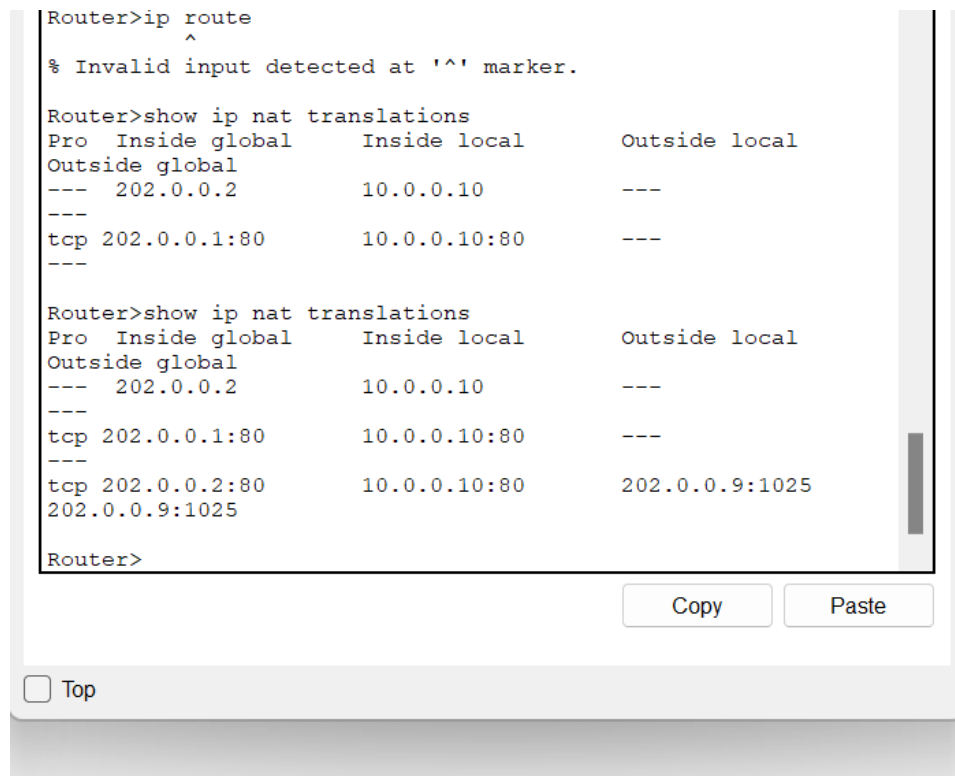 Router>ip route
^
% Invalid input detected at '^' marker.
Router>show ip nat translations
Pro  Inside global     Inside local       Outside local
Outside global
---  202.0.0.2         10.0.0.10          ---
---
tcp 202.0.0.1:80       10.0.0.10:80       ---
---
Router>show ip nat translations
Pro  Inside global     Inside local       Outside local
Outside global
---  202.0.0.2         10.0.0.10          ---
---
tcp 202.0.0.1:80       10.0.0.10:80       ---
---
tcp 202.0.0.2:80       10.0.0.10:80       202.0.0.9:1025
202.0.0.9:1025
Router>
Copy Paste
Top